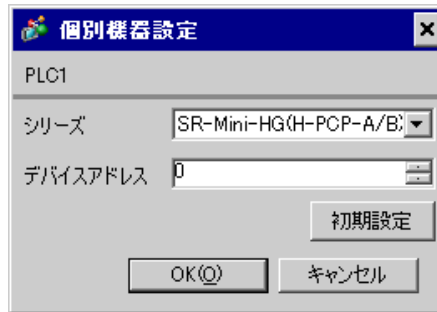 個別機器設定
PLC1
シリーズ SR-Mini-HG(H-PCP-A/B)
デバイスアドレス 0
初期設定
OK(O) キャンセル